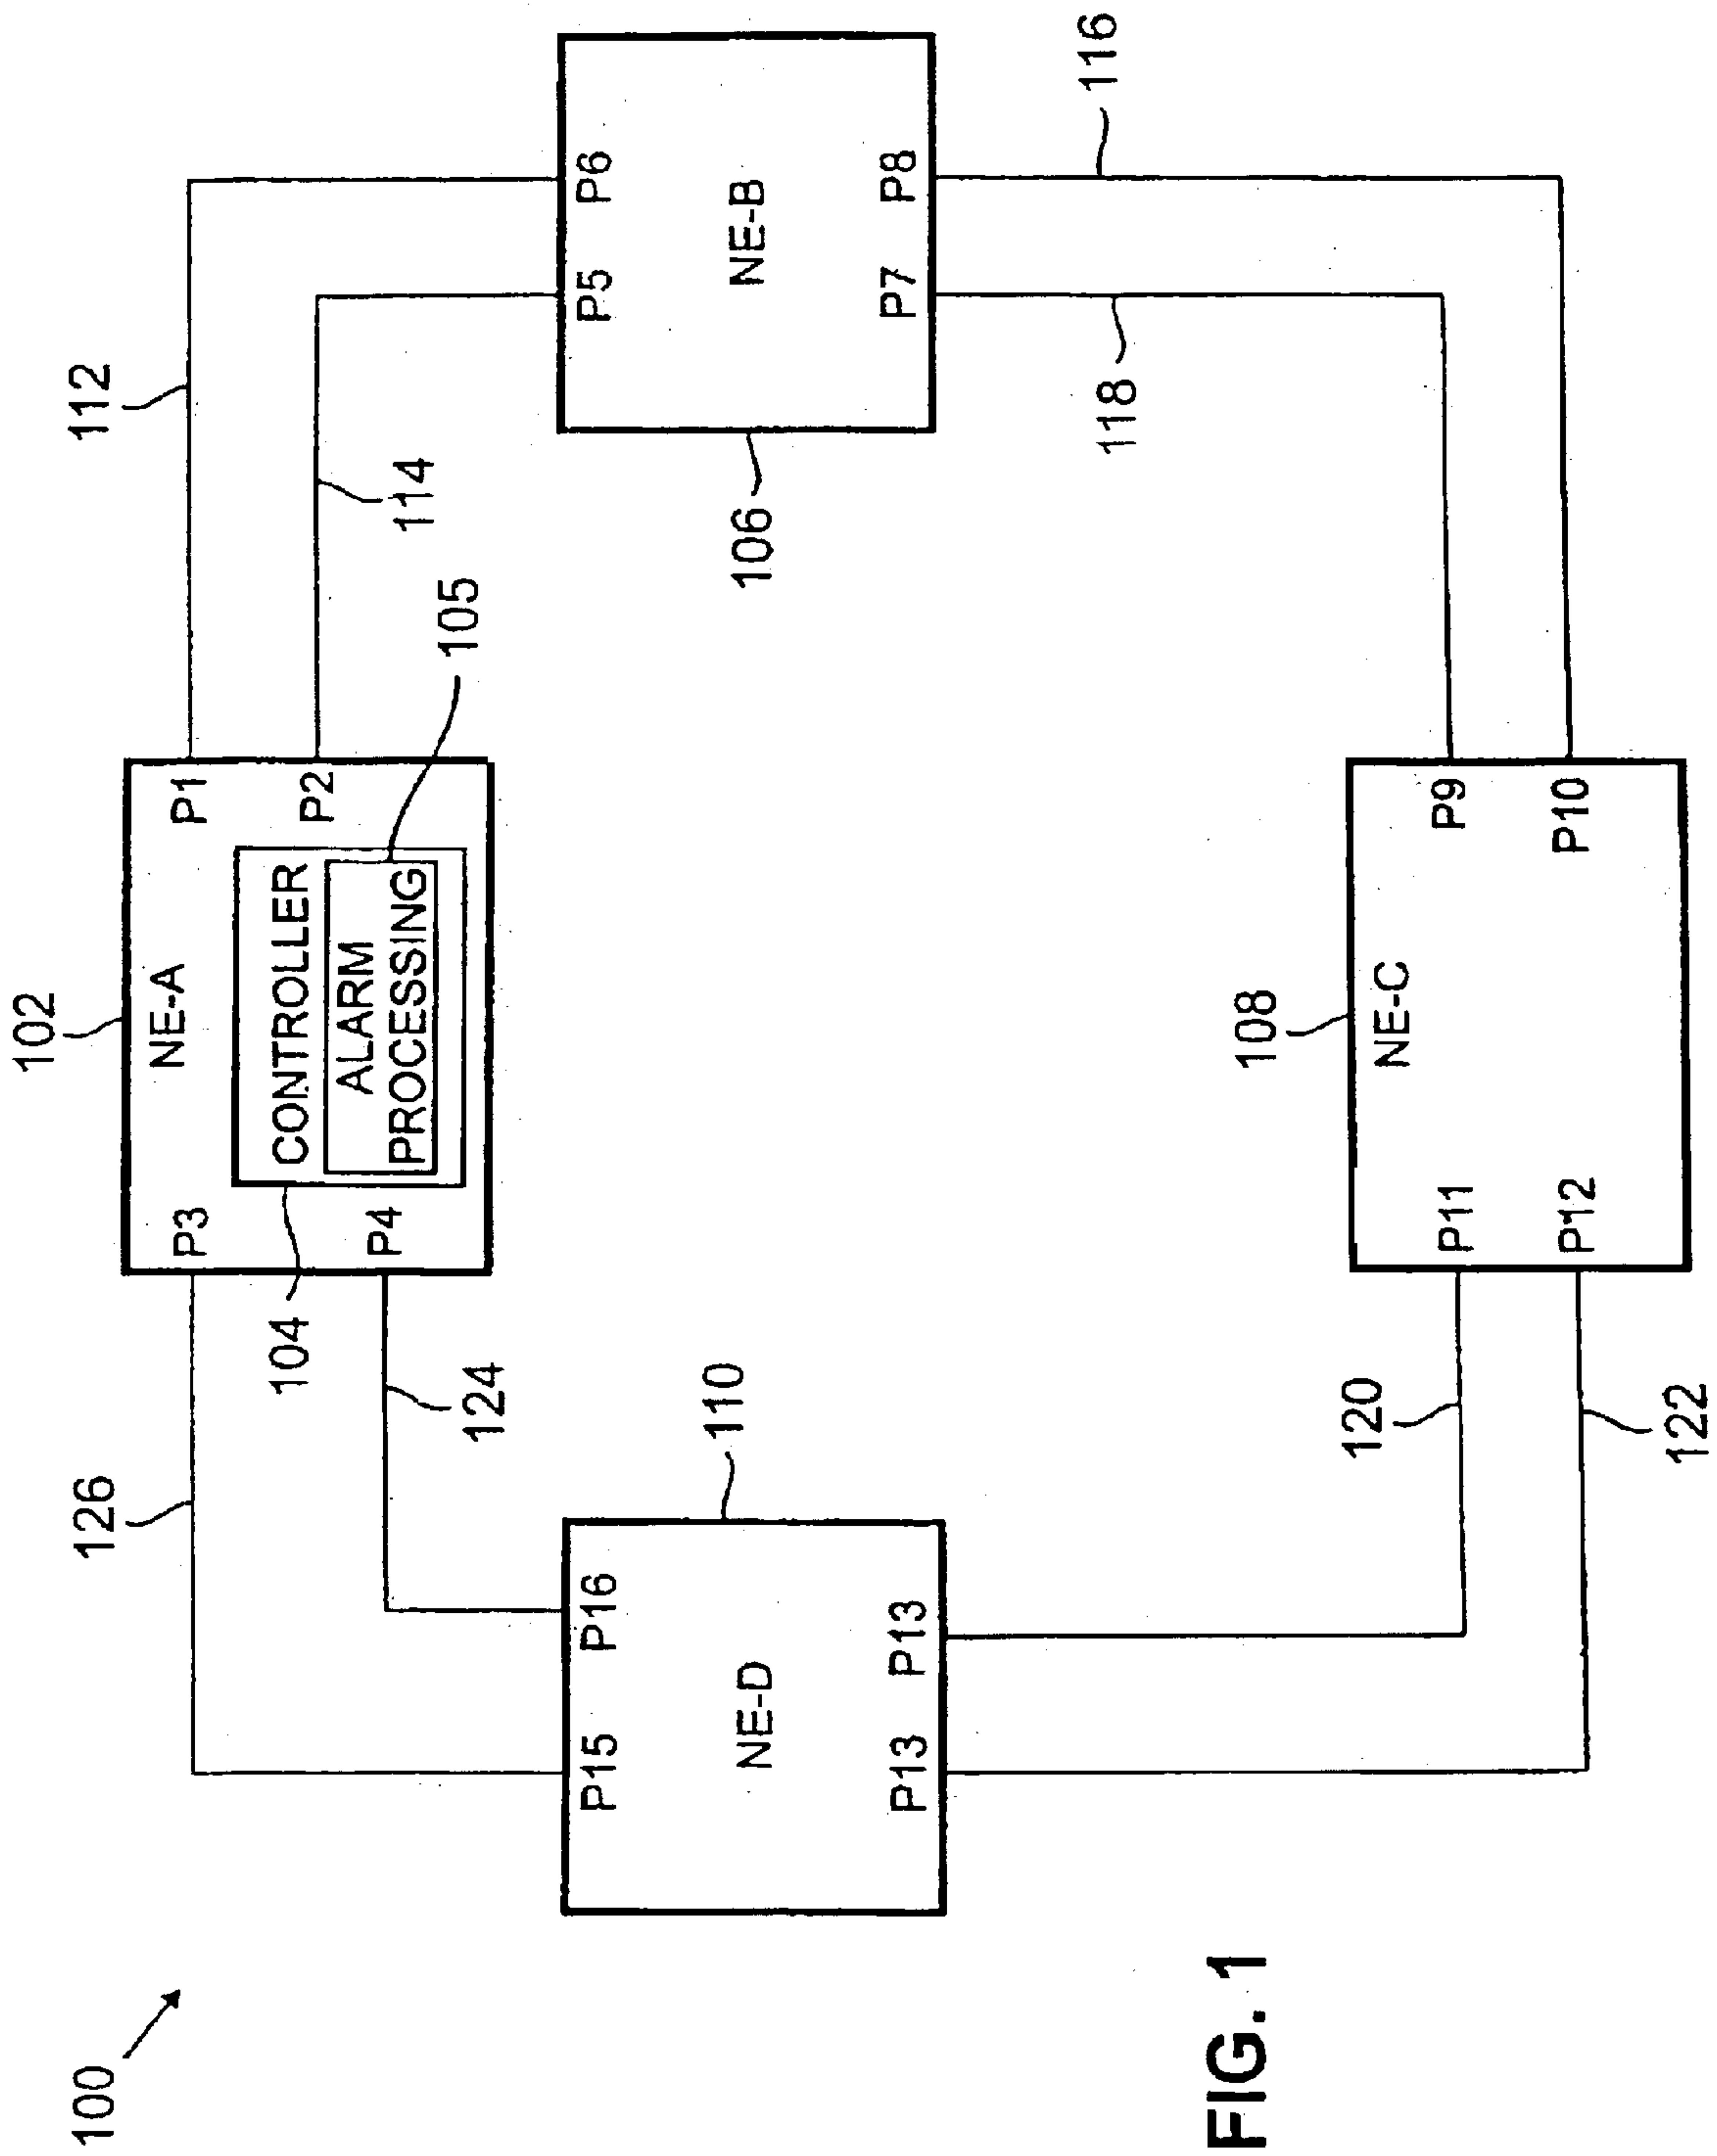 100
126
102
112
P3
NE-A
P1
104
CONTROLLER
P2
ALARM
PROCESSING
P4
124
105
114
110
106
P15
P16
P5
P6
NE-D
NE-B
P13
P13
P7
P8
118
116
108
120
NE-C
P11
P9
122
P12
P10
FIG. 1